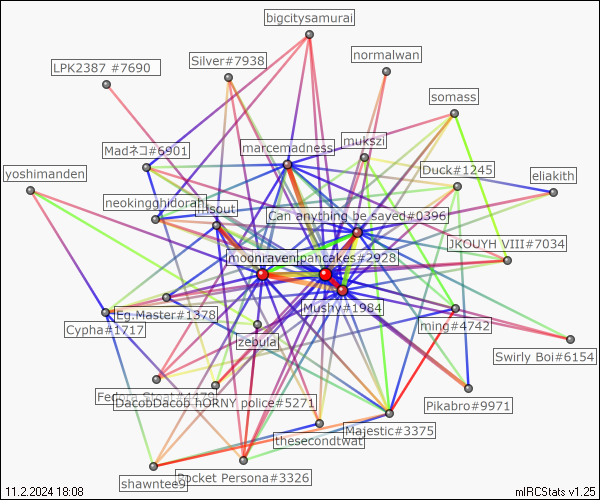 bigcitysamurai
normalwan
Silver#7938
LPK2387 #7690
somass
mukszi
marcemadness
Madネコ#6901
Duck#1245
yoshimanden
eliakith
neokingghidorah
misout
Can anything be saved#0396
JKOUYH VIII#7034
moonraven
pancakes#2928
Mushy#1984
Eg.Master#1378
ming#4742
Cypha#1717
zebula
Swirly Boi#6154
Fedora
DacobDacob hORNY police#5271
Pikabro#9971
Majestic#3375
thesecondtwat
Pocket Persona#3326
shawntee9
11.2.2024 18:08
mIRCStats v1.25